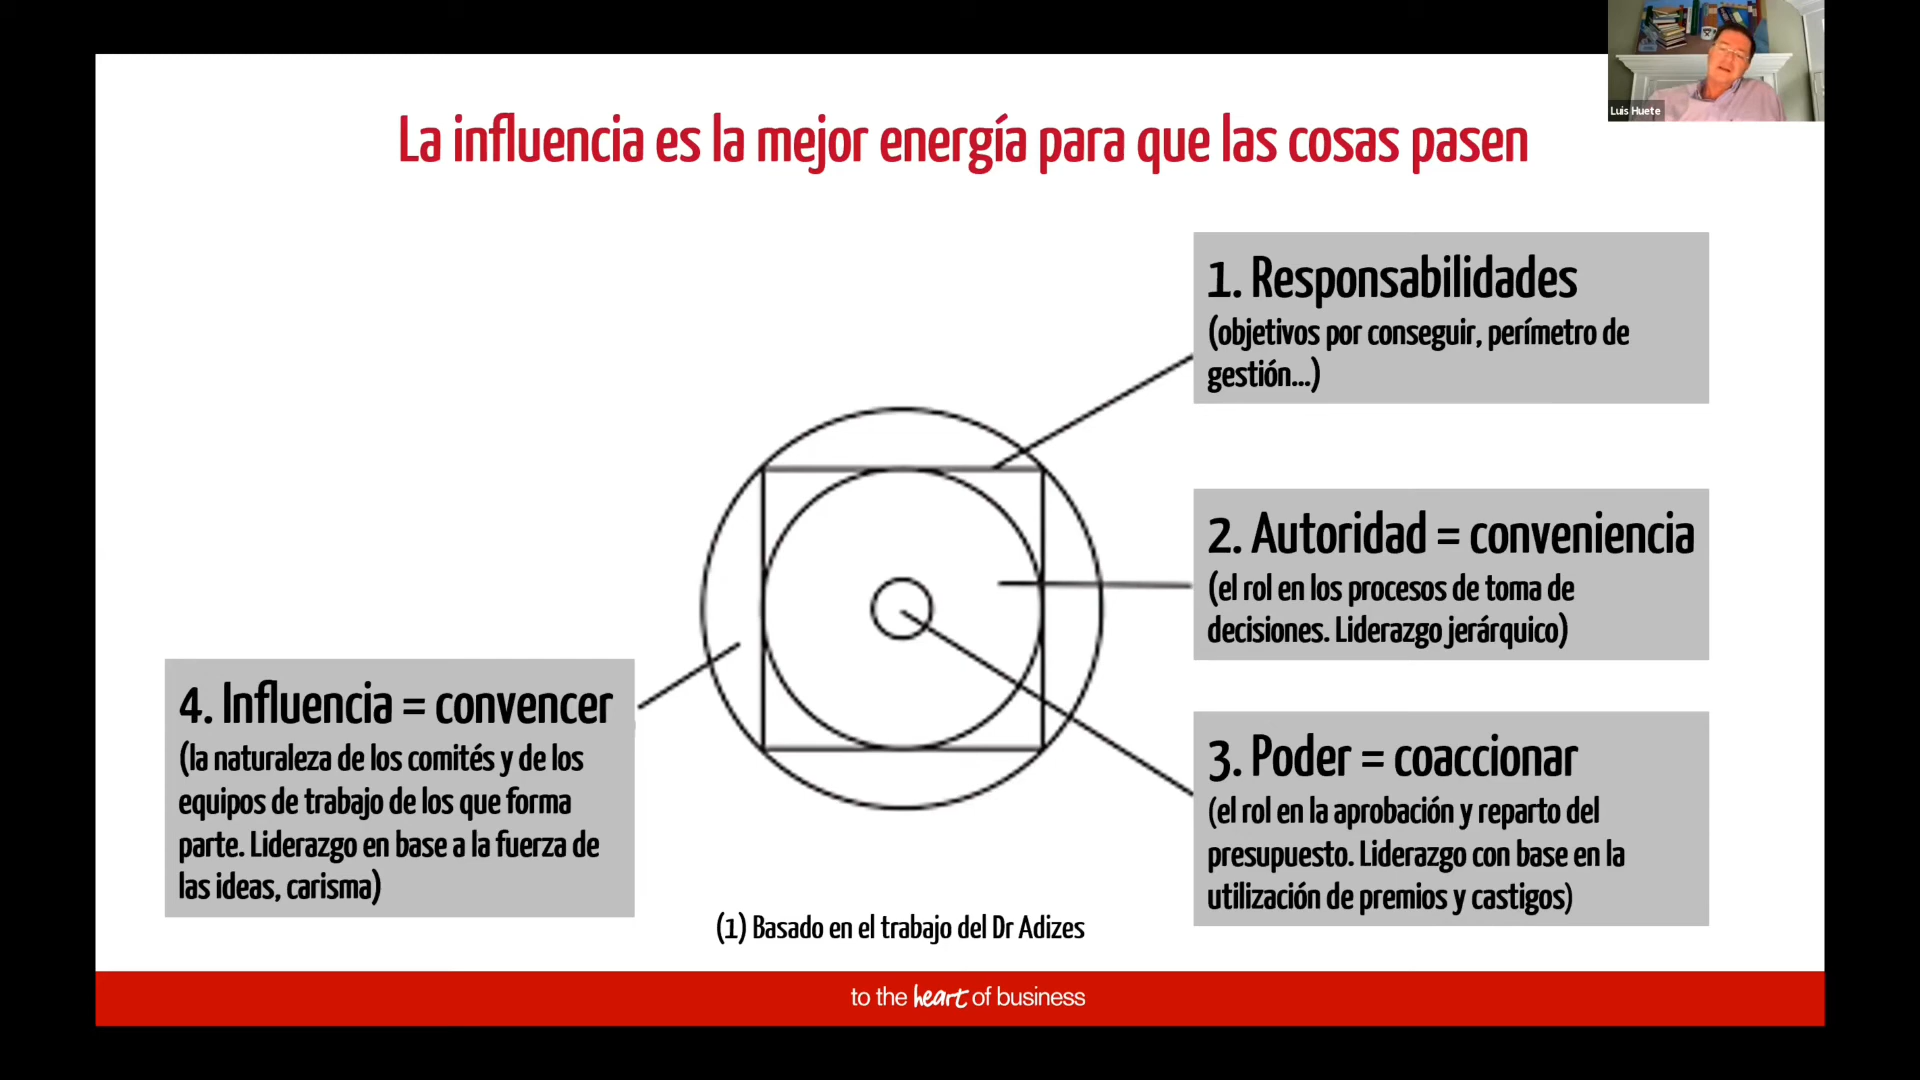 Luis Huete
La influencia es la mejor energía para que las cosas pasen
1. Responsabilidades
(objetivos por conseguir, perímetro de
gestión...)
2. Autoridad = conveniencia
(el rol en los procesos de toma de
decisiones. Liderazgo jerárquico)
3. Poder = coaccionar
(el rol en la aprobación y reparto del
presupuesto. Liderazgo con base en la
utilización de premios y castigos)
4. Influencia = convencer
(la naturaleza de los comités y de los
equipos de trabajo de los que forma
parte. Liderazgo en base a la fuerza de
las ideas, carisma)
(1) Basado en el trabajo del Dr Adizes
to the heart of business